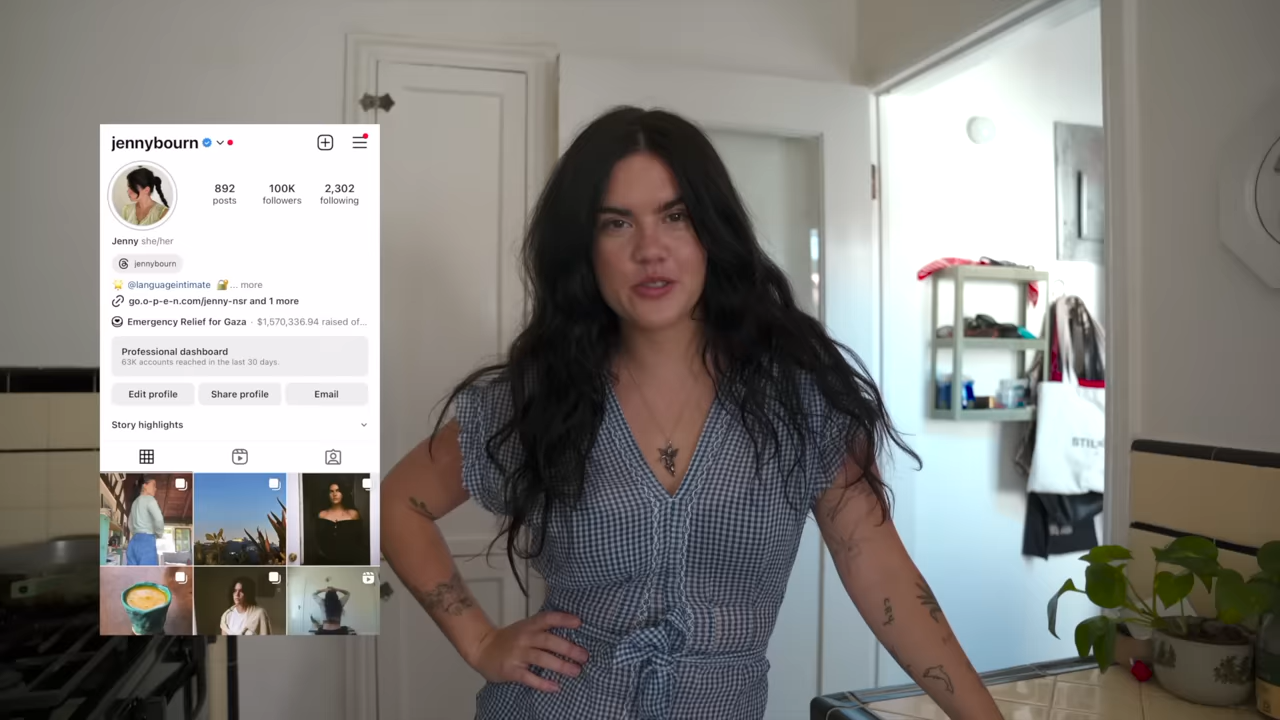 jennybourn
892 100K 2,302
posts followers following
Jenny she/her
jennybourn
@languageintimate ... more
go.o-p-e-n.com/jenny-nsr and 1 more
Emergency Relief for Gaza · $1,570,336.94 raised of...
Professional dashboard
63K accounts reached in the last 30 days.
Edit profile Share profile Email
Story highlights